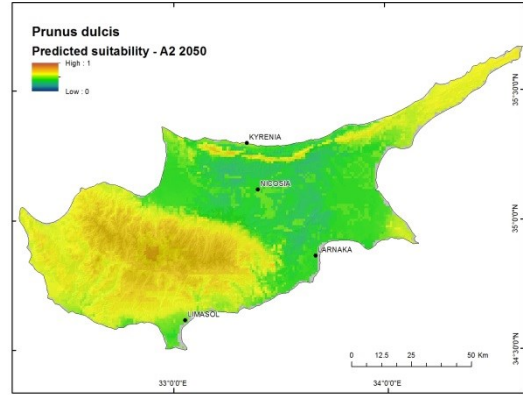 Prunus dulcis
Predicted suitability - A2 2050
High : 1
Low : 0
KYRENIA
NICOSIA
ARNAKA
LIMASOL
35°30'0"N
35°0'0"N
34°30'0"N
0 12.5 25 50 Km
33°0'0"E
34°0'0"E